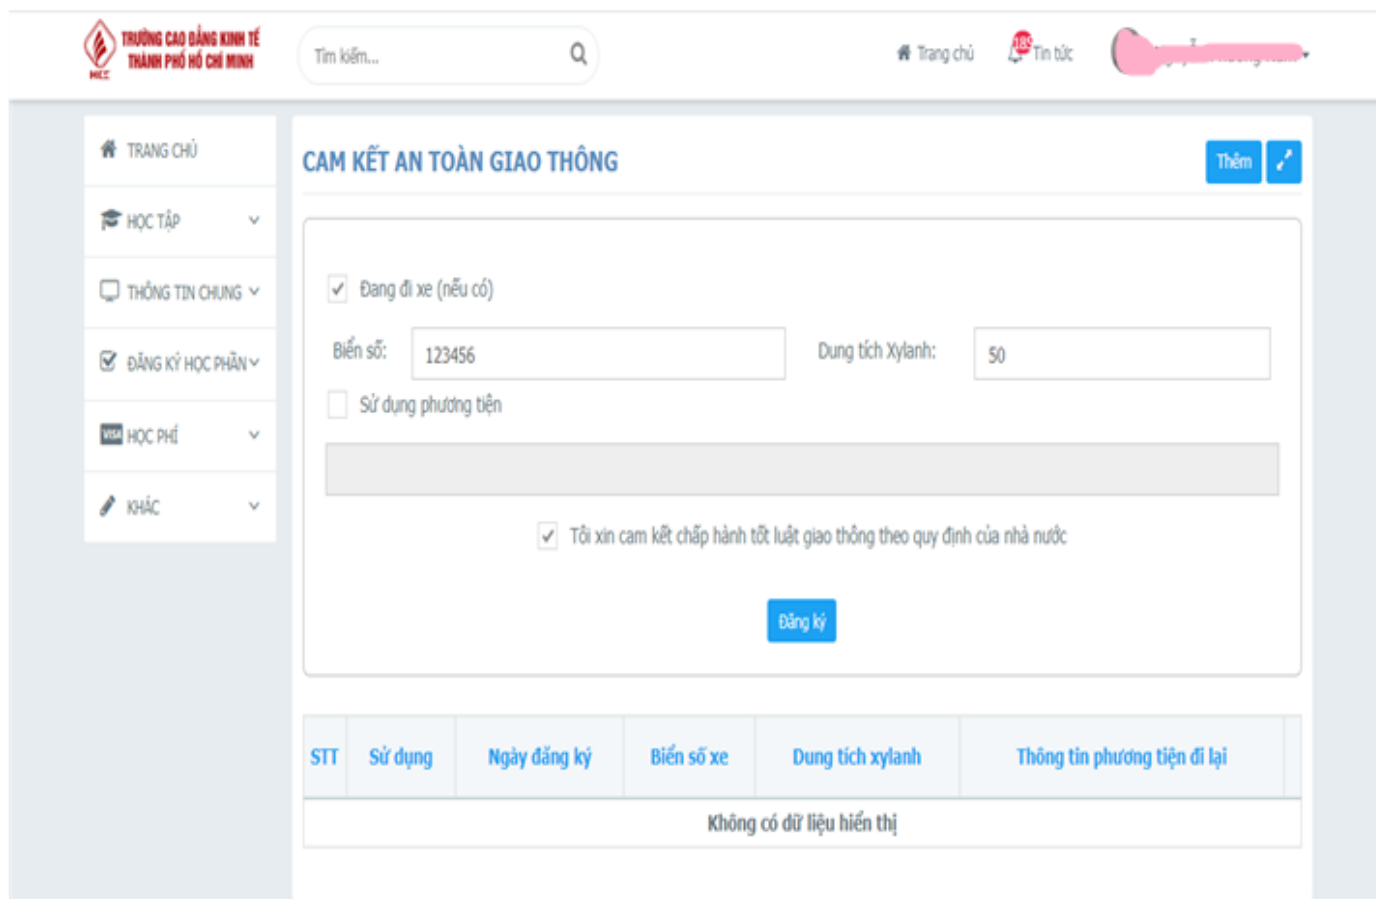 TRƯỜNG CAO ĐẲNG KINH TẾ
THÀNH PHỐ HỒ CHÍ MINH
HCE
Tìm kiếm...
Trang chủ
189
Tin tức
TRANG CHỦ
HỌC TẬP
THÔNG TIN CHUNG
ĐĂNG KÝ HỌC PHẦN
VISA HỌC PHÍ
KHÁC
CAM KẾT AN TOÀN GIAO THÔNG
Thêm
Đang đi xe (nếu có)
Biển số: 123456 Dung tích Xylanh: 50
Sử dụng phương tiện
Tôi xin cam kết chấp hành tốt luật giao thông theo quy định của nhà nước
Đăng ký
STT Sử dụng Ngày đăng ký Biển số xe Dung tích xylanh Thông tin phương tiện đi lại
Không có dữ liệu hiển thị